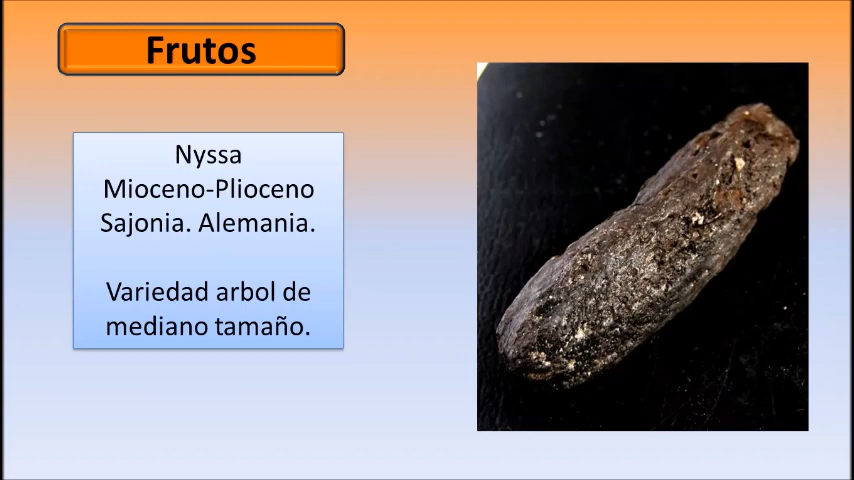 Frutos
Nyssa
Mioceno-Plioceno
Sajonia. Alemania.
Variedad arbol de
mediano tamaño.